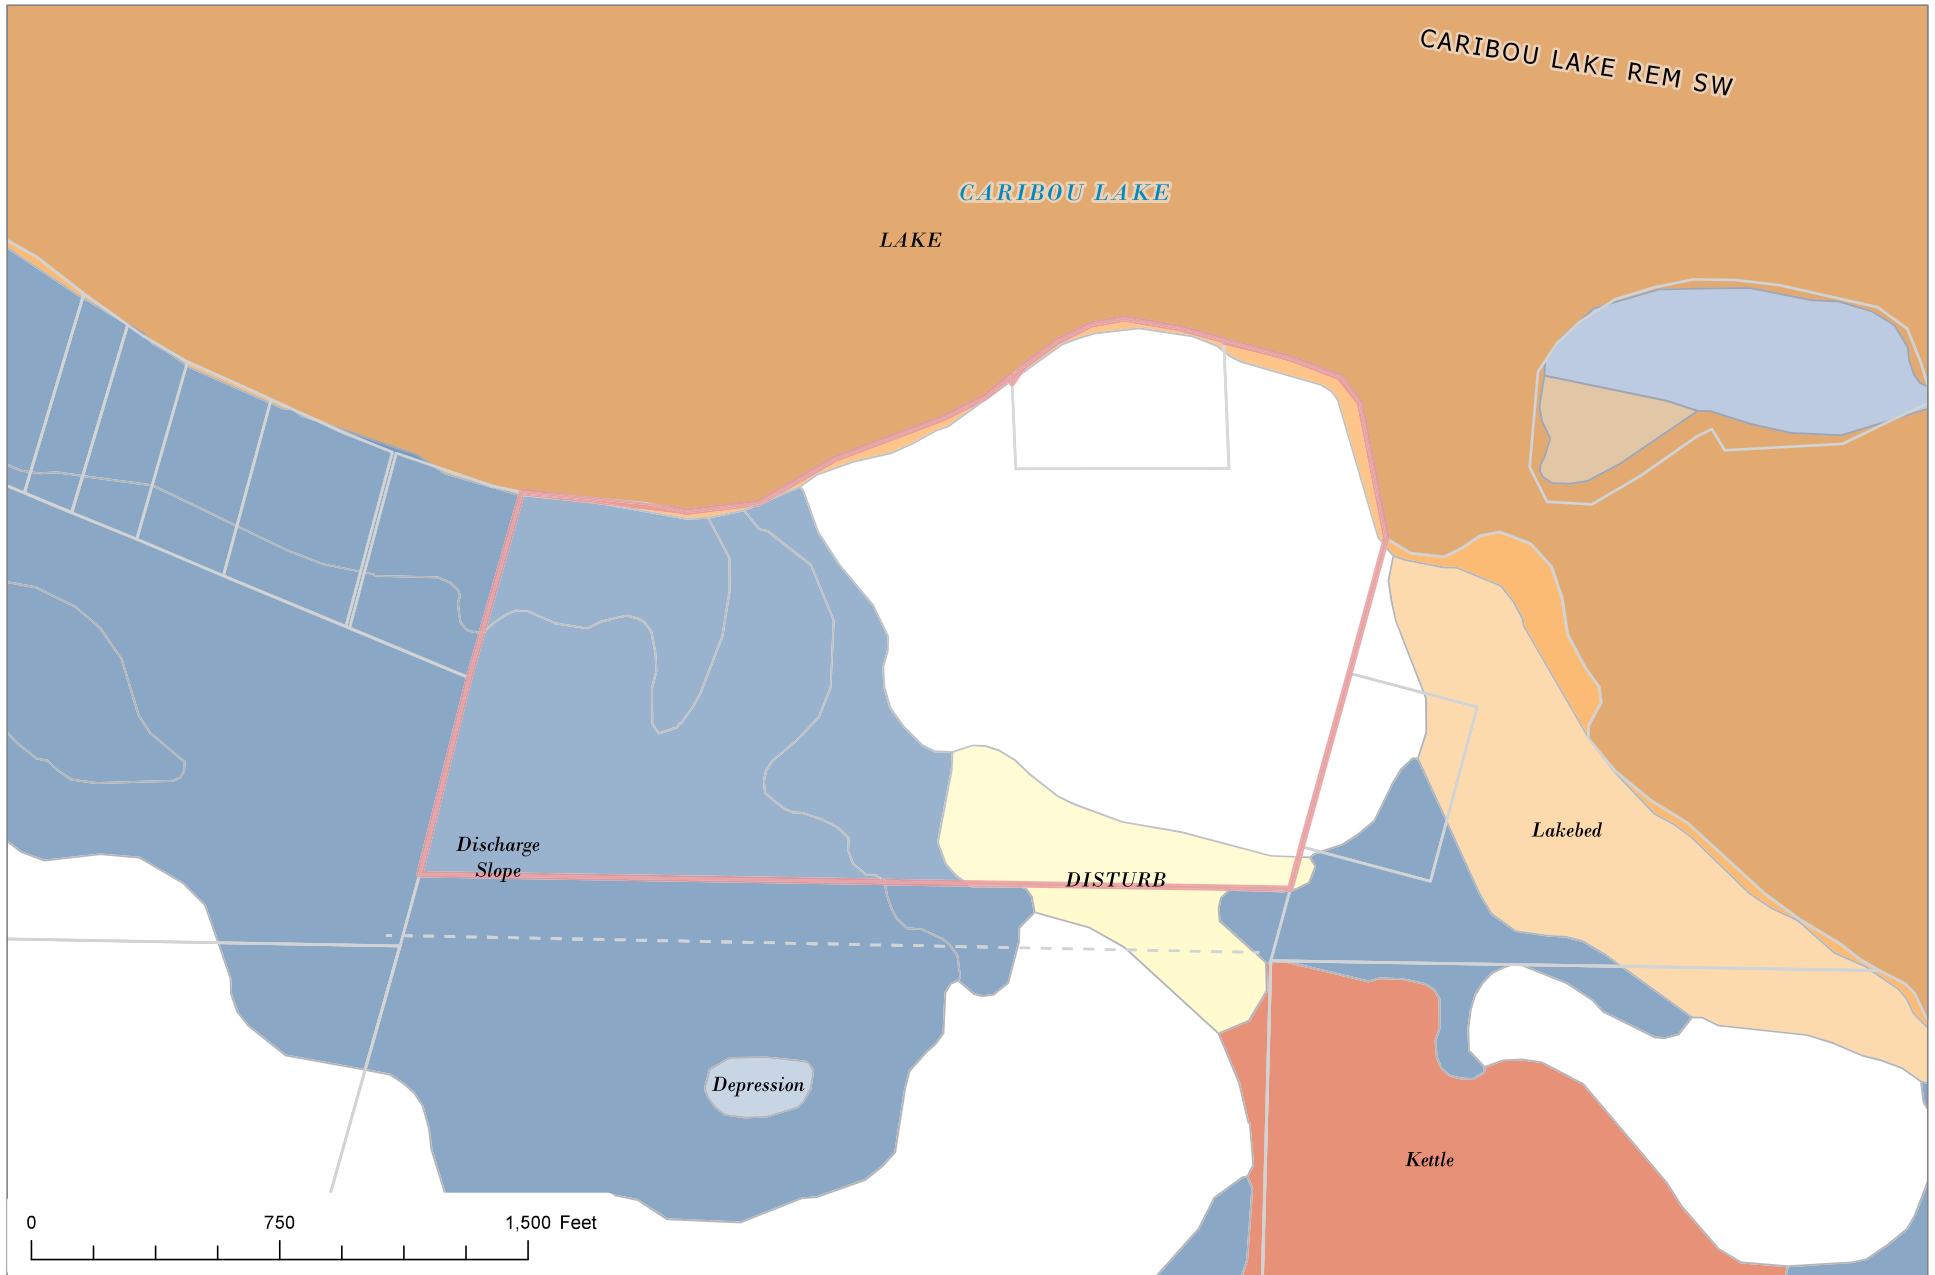 CARIBOU LAKE REM SW
CARIBOU LAKE
LAKE
Lakebed
Discharge
Slope
DISTURB
Depression
Kettle
0 750 1,500 Feet